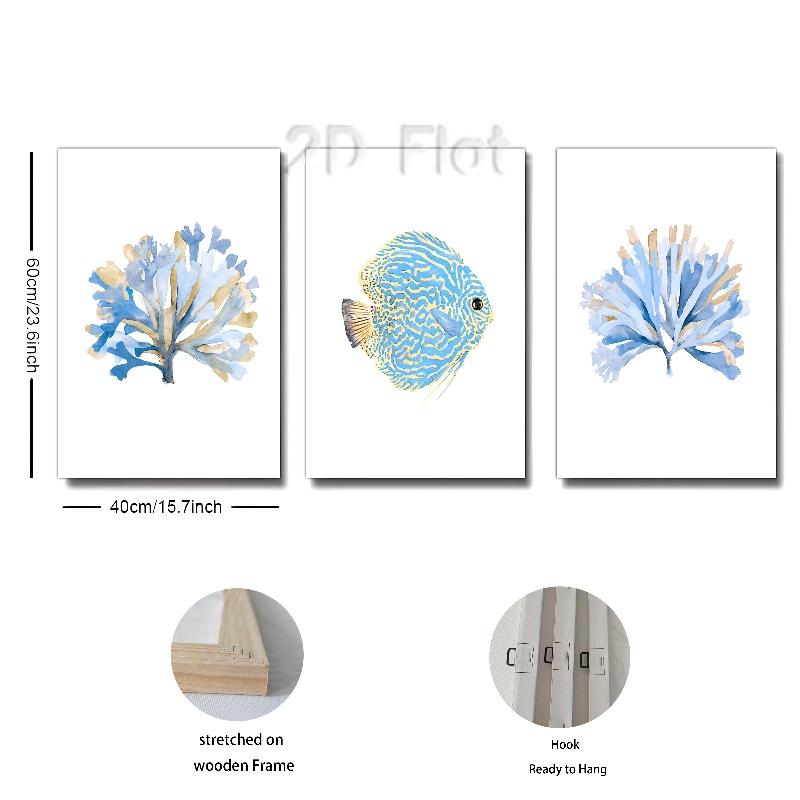 2D Flat
60cm/23.6inch
40cm/15.7inch
stretched on
wooden Frame
Hook
Ready to Hang